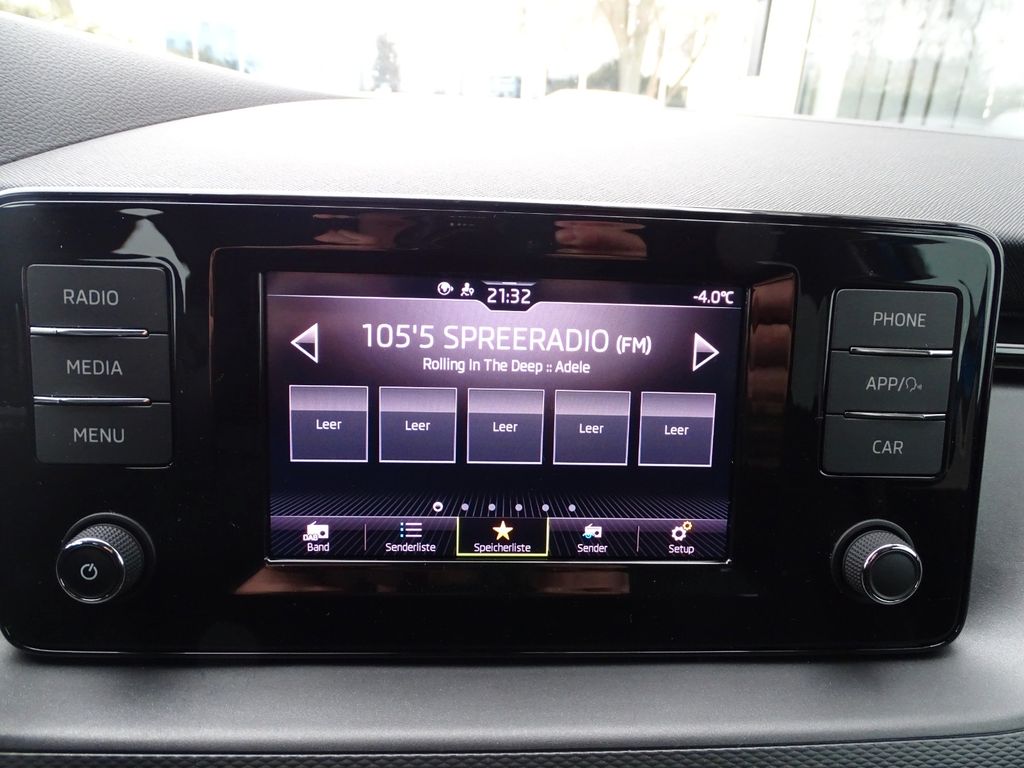 RADIO
MEDIA
MENU
21:32
-4.0°C
105'5 SPREERADIO (FM)
Rolling In The Deep :: Adele
Leer
Leer
Leer
Leer
Leer
DAB
Band
Senderliste
Speicherliste
Sender
Setup
PHONE
APP/
CAR